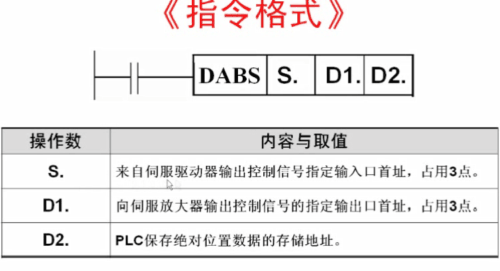 《指令格式》
DABS S. D1. D2.
操作数 内容与取值
S. 来自伺服驱动器输出控制信号指定输入口首址，占用3点。
D1. 向伺服放大器输出控制信号的指定输出口首址，占用3点。
D2. PLC保存绝对位置数据的存储地址。